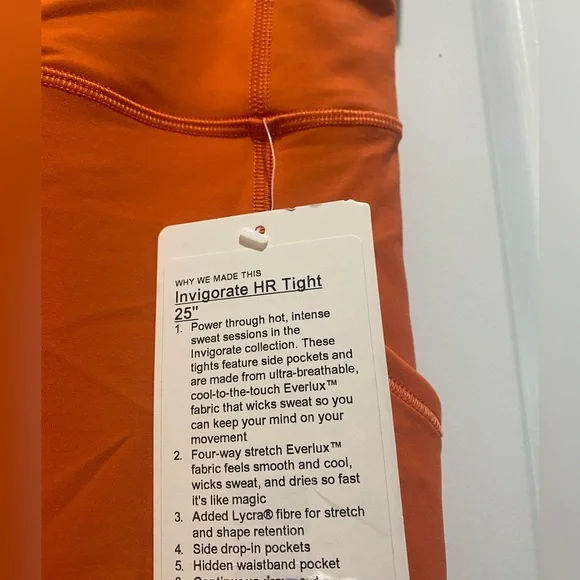 WHY WE MADE THIS
Invigorate HR Tight
25"
1. Power through hot, intense
sweat sessions in the
Invigorate collection. These
tights feature side pockets and
are made from ultra-breathable,
cool-to-the-touch Everlux™
fabric that wicks sweat so you
can keep your mind on your
movement
2. Four-way stretch Everlux™
fabric feels smooth and cool,
wicks sweat, and dries so fast
it's like magic
3. Added Lycra® fibre for stretch
and shape retention
4. Side drop-in pockets
5. Hidden waistband pocket